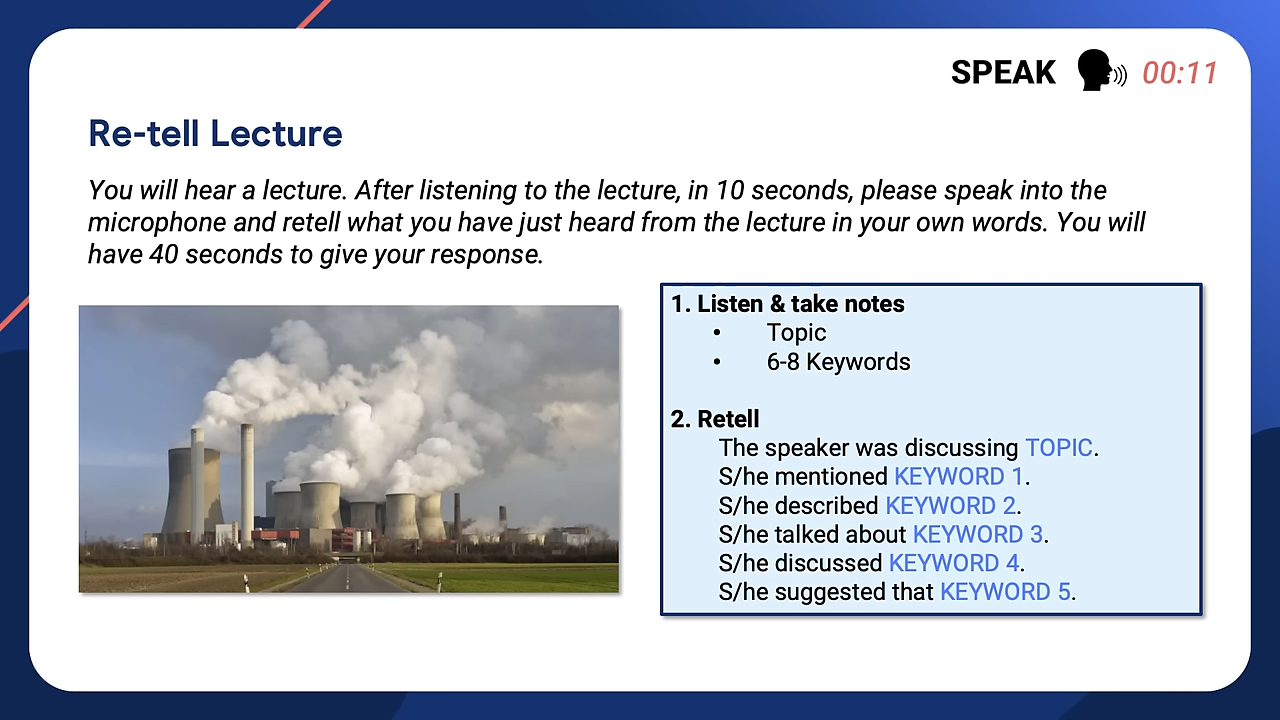 SPEAK 00:11
Re-tell Lecture
You will hear a lecture. After listening to the lecture, in 10 seconds, please speak into the
microphone and retell what you have just heard from the lecture in your own words. You will
have 40 seconds to give your response.
1. Listen & take notes
• Topic
• 6-8 Keywords
2. Retell
The speaker was discussing TOPIC.
S/he mentioned KEYWORD 1.
S/he described KEYWORD 2.
S/he talked about KEYWORD 3.
S/he discussed KEYWORD 4.
S/he suggested that KEYWORD 5.